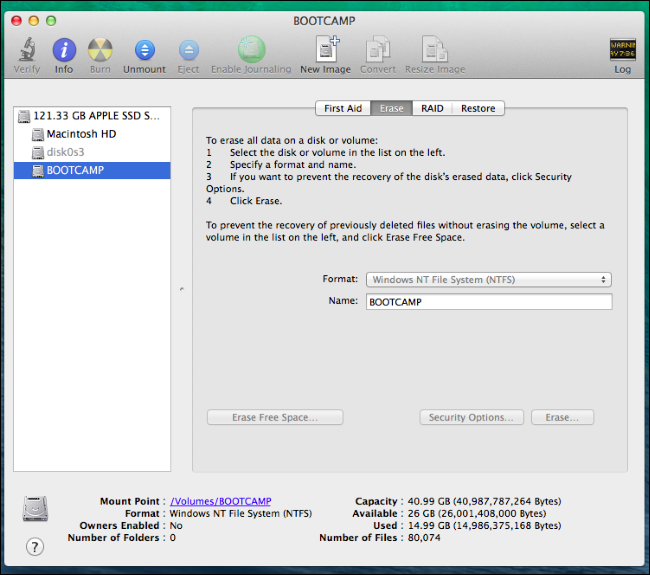 BOOTCAMP
Verify Info Burn Unmount Eject Enable Journaling New Image Convert Resize Image Log
WARNI
AY 7:86
121.33 GB APPLE SSD S...
Macintosh HD
disk0s3
BOOTCAMP
First Aid Erase RAID Restore
To erase all data on a disk or volume:
1 Select the disk or volume in the list on the left.
2 Specify a format and name.
3 If you want to prevent the recovery of the disk's erased data, click Security
Options.
4 Click Erase.
To prevent the recovery of previously deleted files without erasing the volume, select a
volume in the list on the left, and click Erase Free Space.
Format: Windows NT File System (NTFS)
Name: BOOTCAMP
Erase Free Space... Security Options... Erase...
Mount Point : /Volumes/BOOTCAMP
Format : Windows NT File System (NTFS)
Owners Enabled : No
Number of Folders : 0
Capacity : 40.99 GB (40,987,787,264 Bytes)
Available : 26 GB (26,001,408,000 Bytes)
Used : 14.99 GB (14,986,375,168 Bytes)
Number of Files : 80,074
?